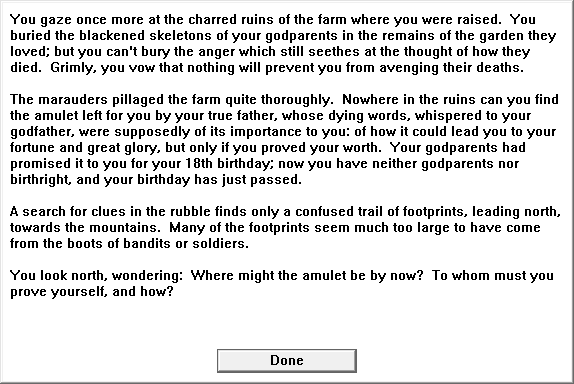 You gaze once more at the charred ruins of the farm where you were raised.  You
buried the blackened skeletons of your godparents in the remains of the garden they
loved; but you can't bury the anger which still seethes at the thought of how they
died.  Grimly, you vow that nothing will prevent you from avenging their deaths.

The marauders pillaged the farm quite thoroughly.  Nowhere in the ruins can you find
the amulet left for you by your true father, whose dying words, whispered to your
godfather, were supposedly of its importance to you: of how it could lead you to your
fortune and great glory, but only if you proved your worth.  Your godparents had
promised it to you for your 18th birthday; now you have neither godparents nor
birthright, and your birthday has just passed.

A search for clues in the rubble finds only a confused trail of footprints, leading north,
towards the mountains.  Many of the footprints seem much too large to have come
from the boots of bandits or soldiers.

You look north, wondering:  Where might the amulet be by now?  To whom must you
prove yourself, and how?

Done